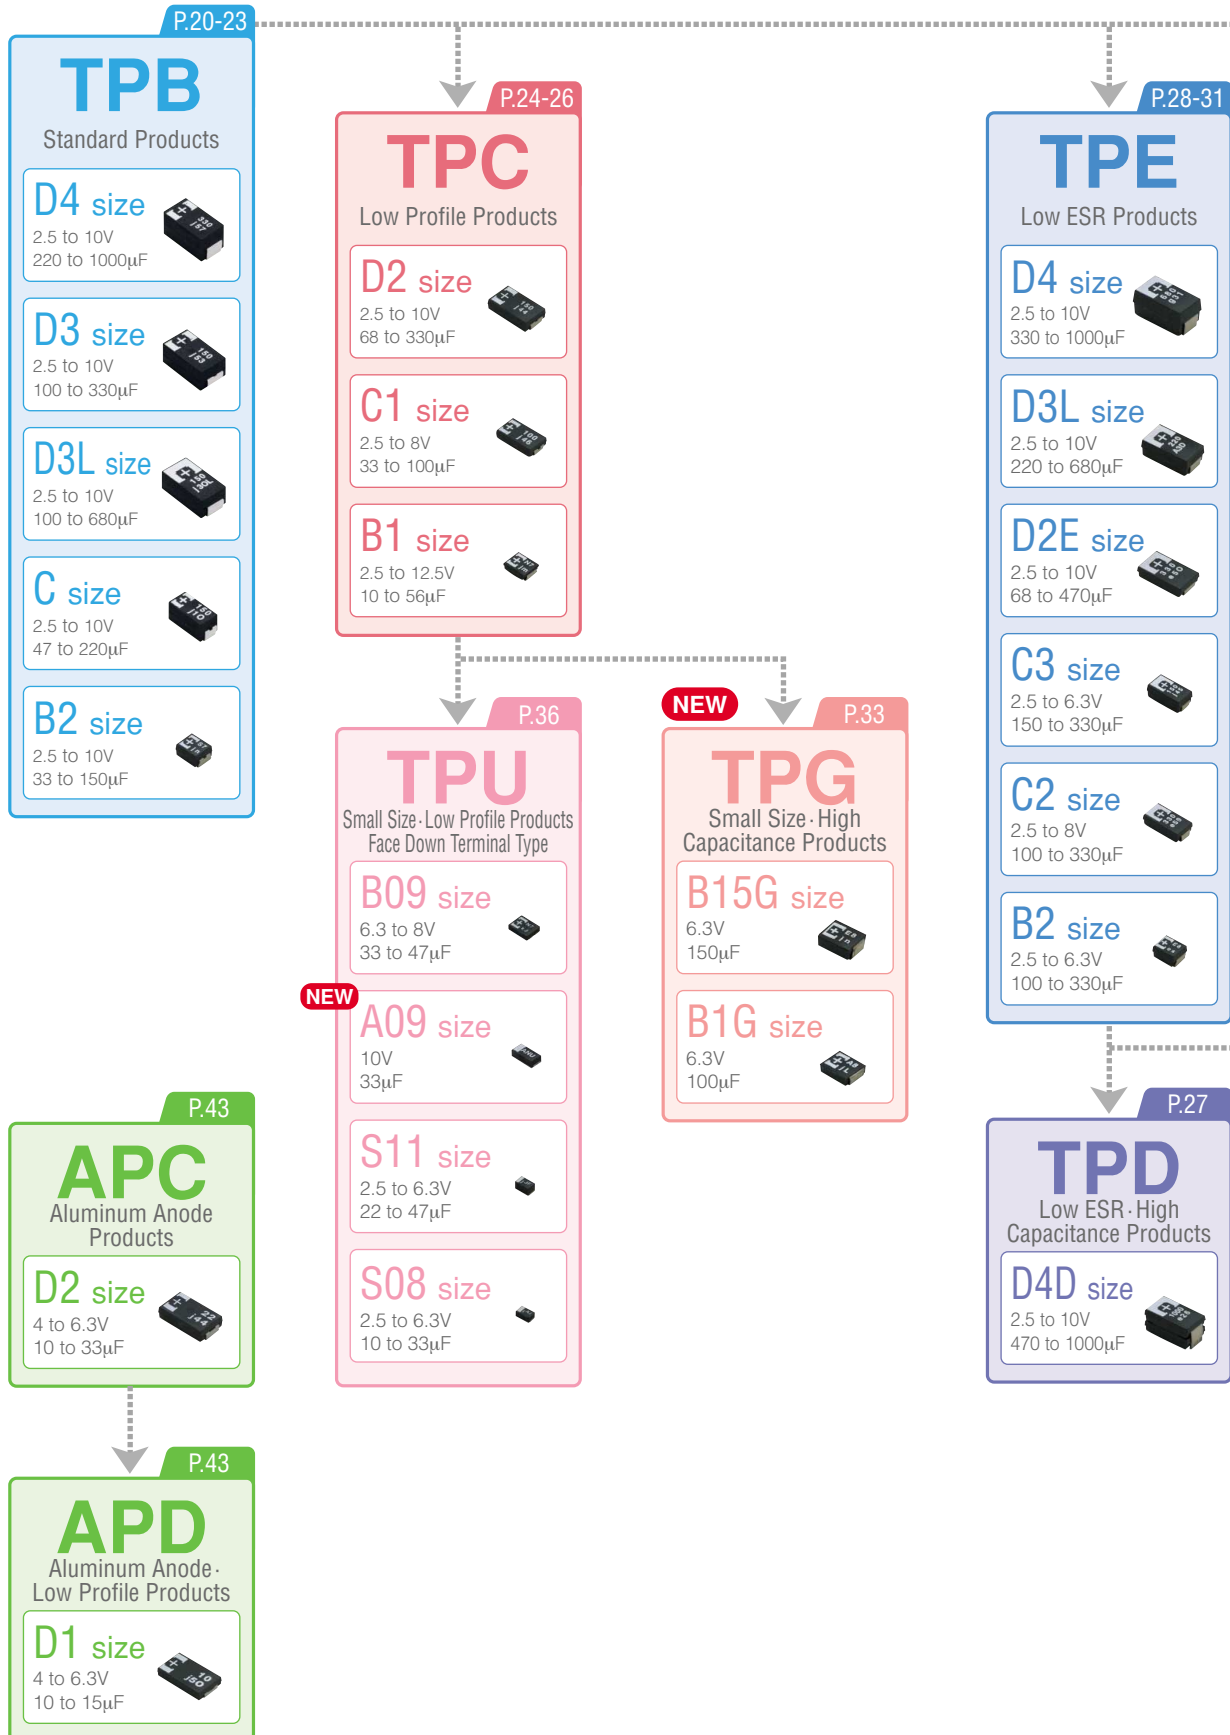 P.20-23
TPB
Standard Products
D4 size
2.5 to 10V
220 to 1000µF
D3 size
2.5 to 10V
100 to 330µF
D3L size
2.5 to 10V
100 to 680µF
C size
2.5 to 10V
47 to 220µF
B2 size
2.5 to 10V
33 to 150µF
P.24-26
TPC
Low Profile Products
D2 size
2.5 to 10V
68 to 330µF
C1 size
2.5 to 8V
33 to 100µF
B1 size
2.5 to 12.5V
10 to 56µF
P.28-31
TPE
Low ESR Products
D4 size
2.5 to 10V
330 to 1000µF
D3L size
2.5 to 10V
220 to 680µF
D2E size
2.5 to 10V
68 to 470µF
C3 size
2.5 to 6.3V
150 to 330µF
C2 size
2.5 to 8V
100 to 330µF
B2 size
2.5 to 6.3V
100 to 330µF
P.36
TPU
Small Size·Low Profile Products
Face Down Terminal Type
B09 size
6.3 to 8V
33 to 47µF
NEW
A09 size
10V
33µF
S11 size
2.5 to 6.3V
22 to 47µF
S08 size
2.5 to 6.3V
10 to 33µF
NEW
P.33
TPG
Small Size·High
Capacitance Products
B15G size
6.3V
150µF
B1G size
6.3V
100µF
P.27
TPD
Low ESR·High
Capacitance Products
D4D size
2.5 to 10V
470 to 1000µF
P.43
APC
Aluminum Anode
Products
D2 size
4 to 6.3V
10 to 33µF
P.43
APD
Aluminum Anode·
Low Profile Products
D1 size
4 to 6.3V
10 to 15µF